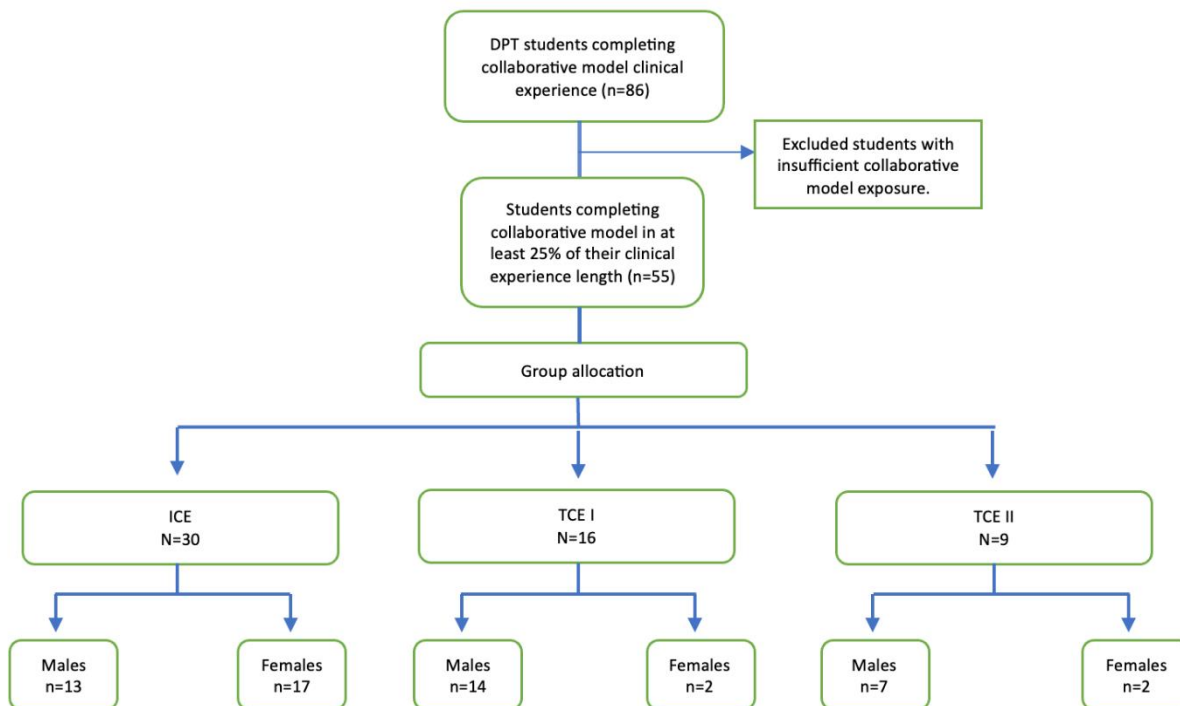 DPT students completing
collaborative model clinical
experience (n=86)
Excluded students with
insufficient collaborative
model exposure.
Students completing
collaborative model in at
least 25% of their clinical
experience length (n=55)
Group allocation
ICE
N=30
TCE I
N=16
TCE II
N=9
Males
n=13
Females
n=17
Males
n=14
Females
n=2
Males
n=7
Females
n=2